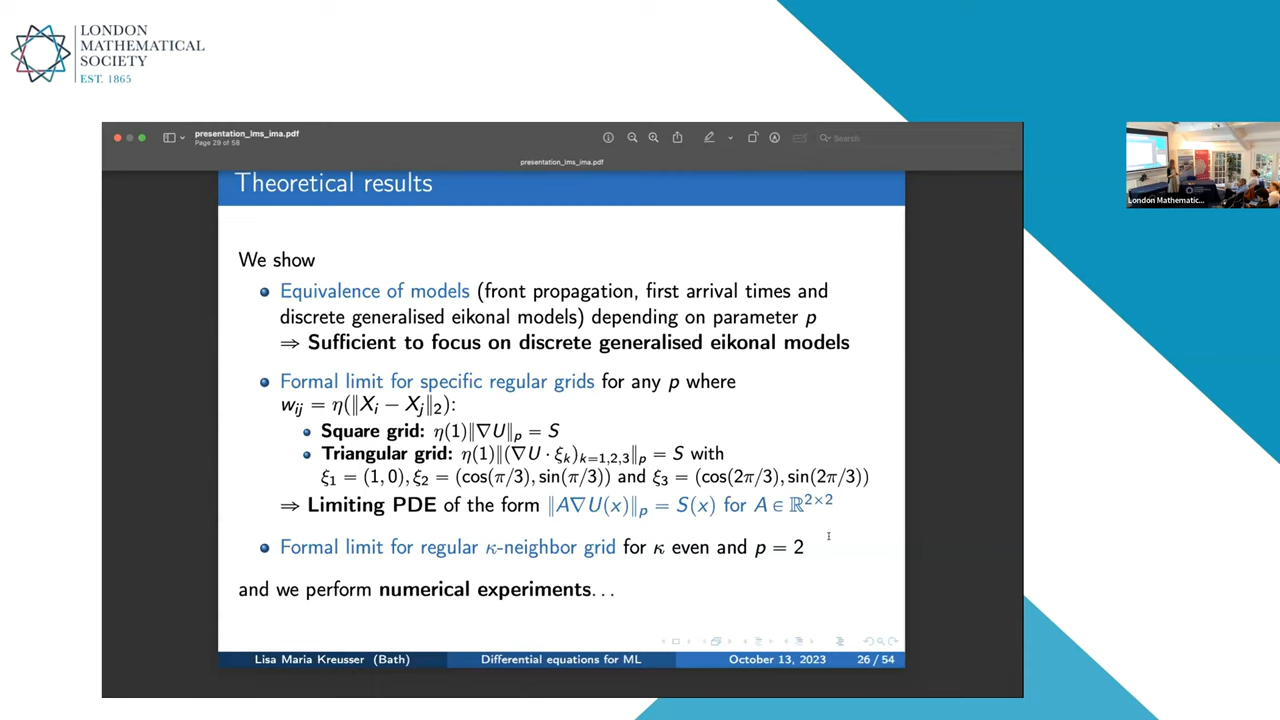 LONDON
MATHEMATICAL
SOCIETY
EST. 1865
presentation_lms_ima.pdf
Page 29 of 58
Search
presentation_lms_ima.pdf
London Mathematic...
Theoretical results
We show
Equivalence of models (front propagation, first arrival times and
discrete generalised eikonal models) depending on parameter p
⇒ Sufficient to focus on discrete generalised eikonal models
Formal limit for specific regular grids for any p where
w_{ij} = η(‖X_i − X_j‖_2):
Square grid: η(1)‖∇U‖_p = S
Triangular grid: η(1)‖(∇U · ξ_k)_{k=1,2,3}‖_p = S with
ξ_1 = (1, 0), ξ_2 = (cos(π/3), sin(π/3)) and ξ_3 = (cos(2π/3), sin(2π/3))
⇒ Limiting PDE of the form ‖A∇U(x)‖_p = S(x) for A ∈ ℝ^{2×2}
Formal limit for regular κ-neighbor grid for κ even and p = 2
and we perform numerical experiments...
Lisa Maria Kreusser (Bath) Differential equations for ML October 13, 2023 26 / 54